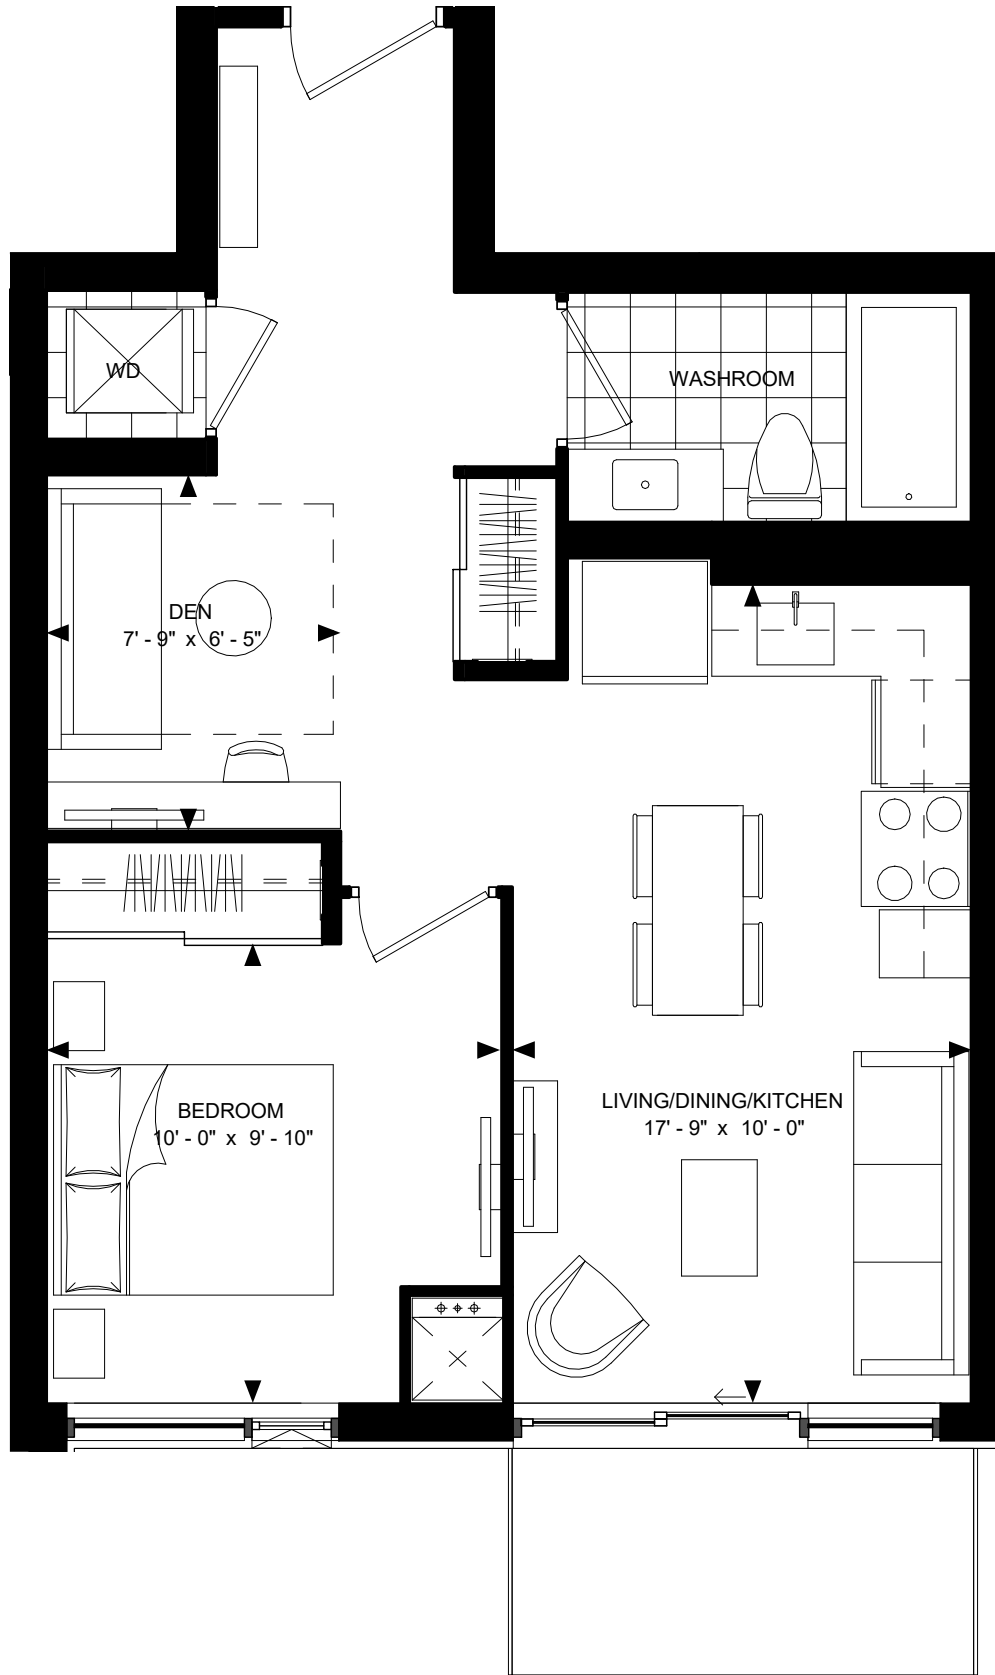 WD
WASHROOM
DEN
7' - 9" x 6' - 5"
BEDROOM
10' - 0" x 9' - 10"
LIVING/DINING/KITCHEN
17' - 9" x 10' - 0"